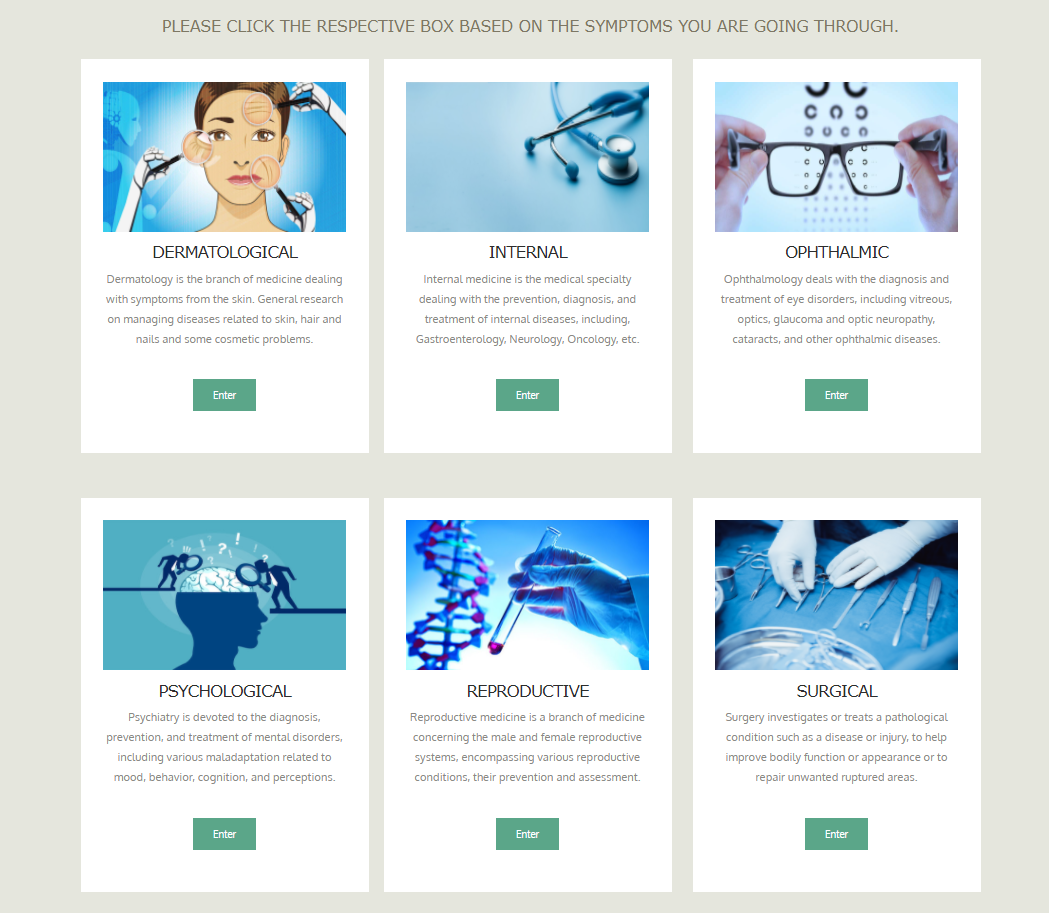 PLEASE CLICK THE RESPECTIVE BOX BASED ON THE SYMPTOMS YOU ARE GOING THROUGH.
DERMATOLOGICAL
Dermatology is the branch of medicine dealing
with symptoms from the skin. General research
on managing diseases related to skin, hair and
nails and some cosmetic problems.
Enter
INTERNAL
Internal medicine is the medical specialty
dealing with the prevention, diagnosis, and
treatment of internal diseases, including,
Gastroenterology, Neurology, Oncology, etc.
Enter
OPHTHALMIC
Ophthalmology deals with the diagnosis and
treatment of eye disorders, including vitreous,
optics, glaucoma and optic neuropathy,
cataracts, and other ophthalmic diseases.
Enter
! ? ! ?
PSYCHOLOGICAL
Psychiatry is devoted to the diagnosis,
prevention, and treatment of mental disorders,
including various maladaptation related to
mood, behavior, cognition, and perceptions.
Enter
REPRODUCTIVE
Reproductive medicine is a branch of medicine
concerning the male and female reproductive
systems, encompassing various reproductive
conditions, their prevention and assessment.
Enter
SURGICAL
Surgery investigates or treats a pathological
condition such as a disease or injury, to help
improve bodily function or appearance or to
repair unwanted ruptured areas.
Enter